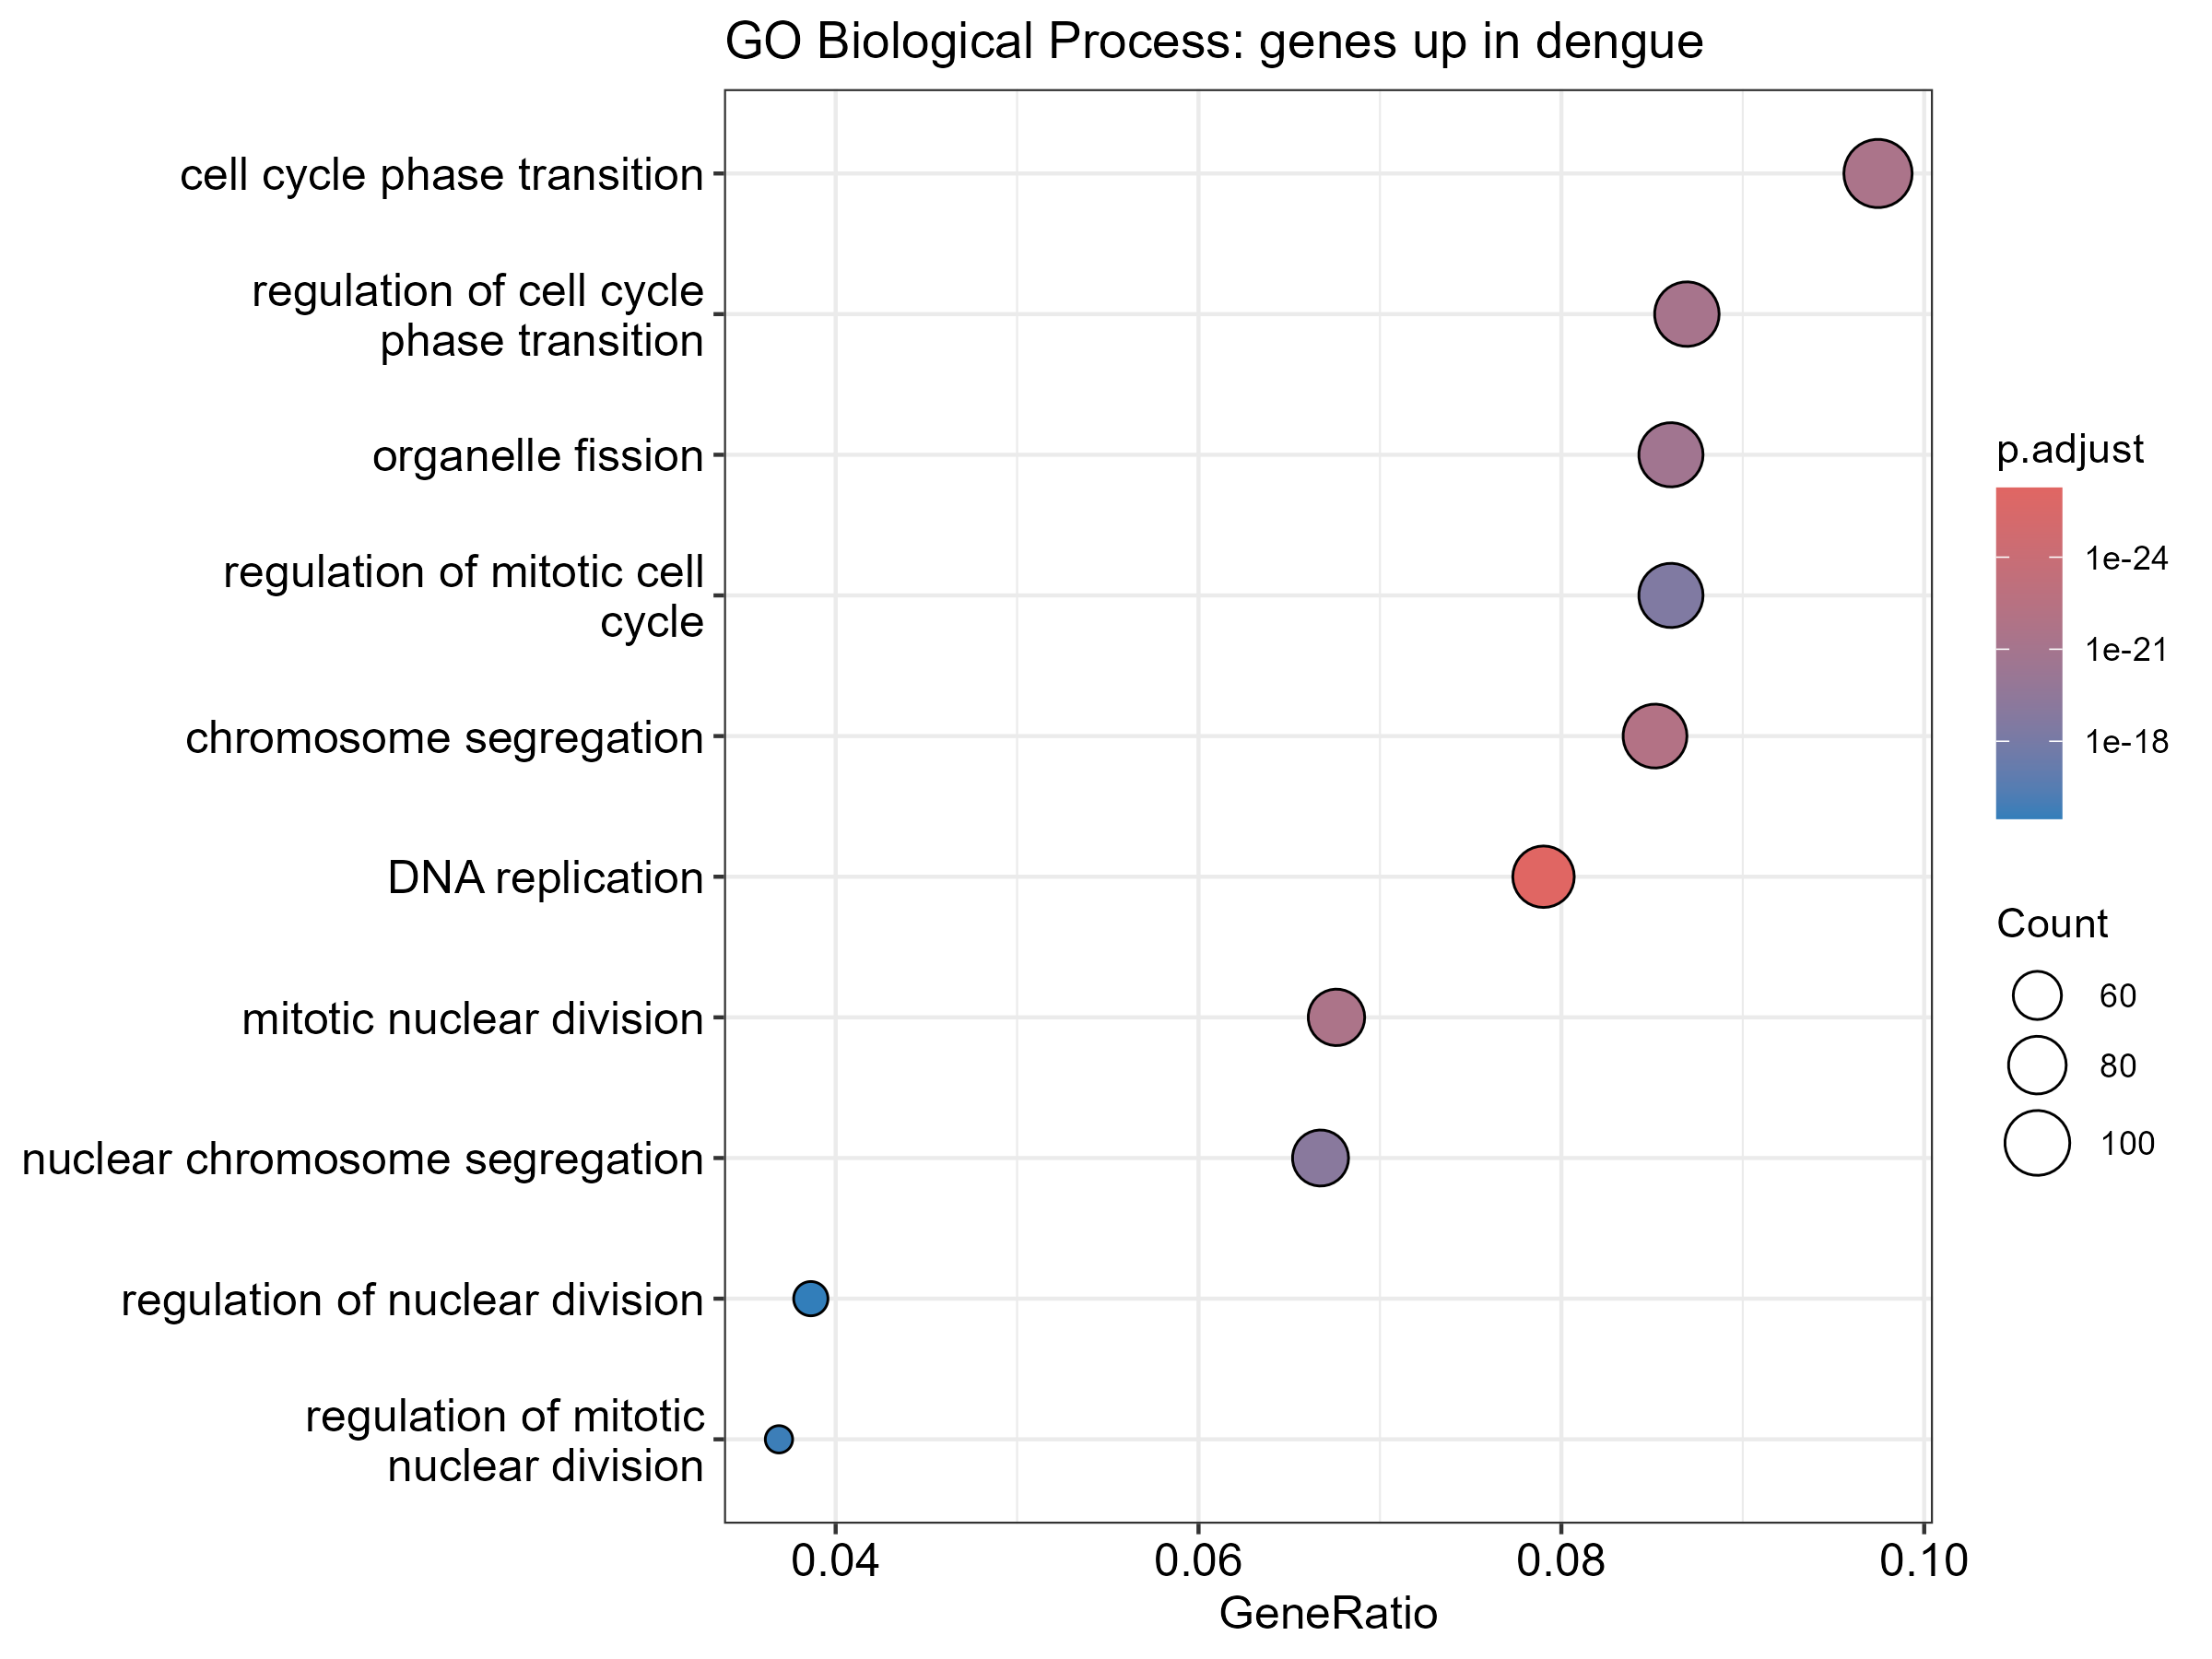 GO Biological Process: genes up in dengue
cell cycle phase transition
regulation of cell cycle
phase transition
organelle fission
regulation of mitotic cell
cycle
chromosome segregation
DNA replication
mitotic nuclear division
nuclear chromosome segregation
regulation of nuclear division
regulation of mitotic
nuclear division
0.04
0.06
0.08
0.10
GeneRatio
p.adjust
1e-24
1e-21
1e-18
Count
60
80
100